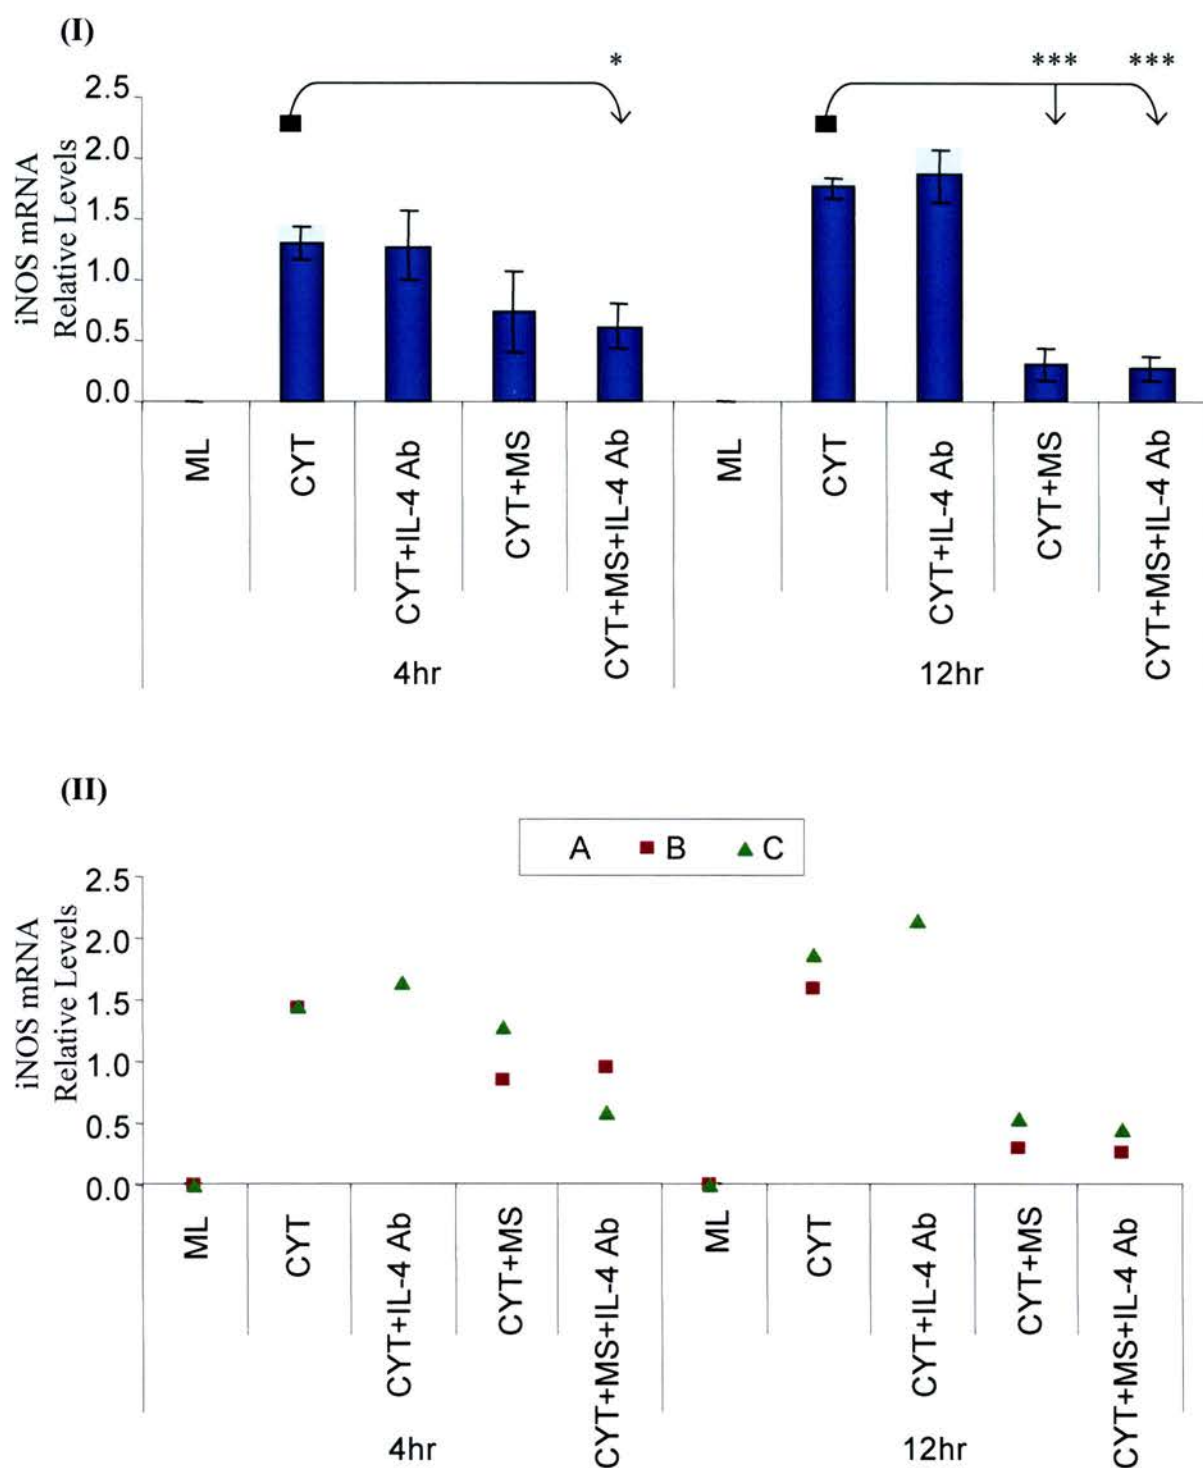 (I)
* *** ***
iNOS mRNA
Relative Levels
2.5
2.0
1.5
1.0
0.5
0.0
ML
CYT
CYT+IL-4 Ab
CYT+MS
CYT+MS+IL-4 Ab
ML
CYT
CYT+IL-4 Ab
CYT+MS
CYT+MS+IL-4 Ab
4hr
12hr
(II)
A B C
iNOS mRNA
Relative Levels
2.5
2.0
1.5
1.0
0.5
0.0
ML
CYT
CYT+IL-4 Ab
CYT+MS
CYT+MS+IL-4 Ab
ML
CYT
CYT+IL-4 Ab
CYT+MS
CYT+MS+IL-4 Ab
4hr
12hr